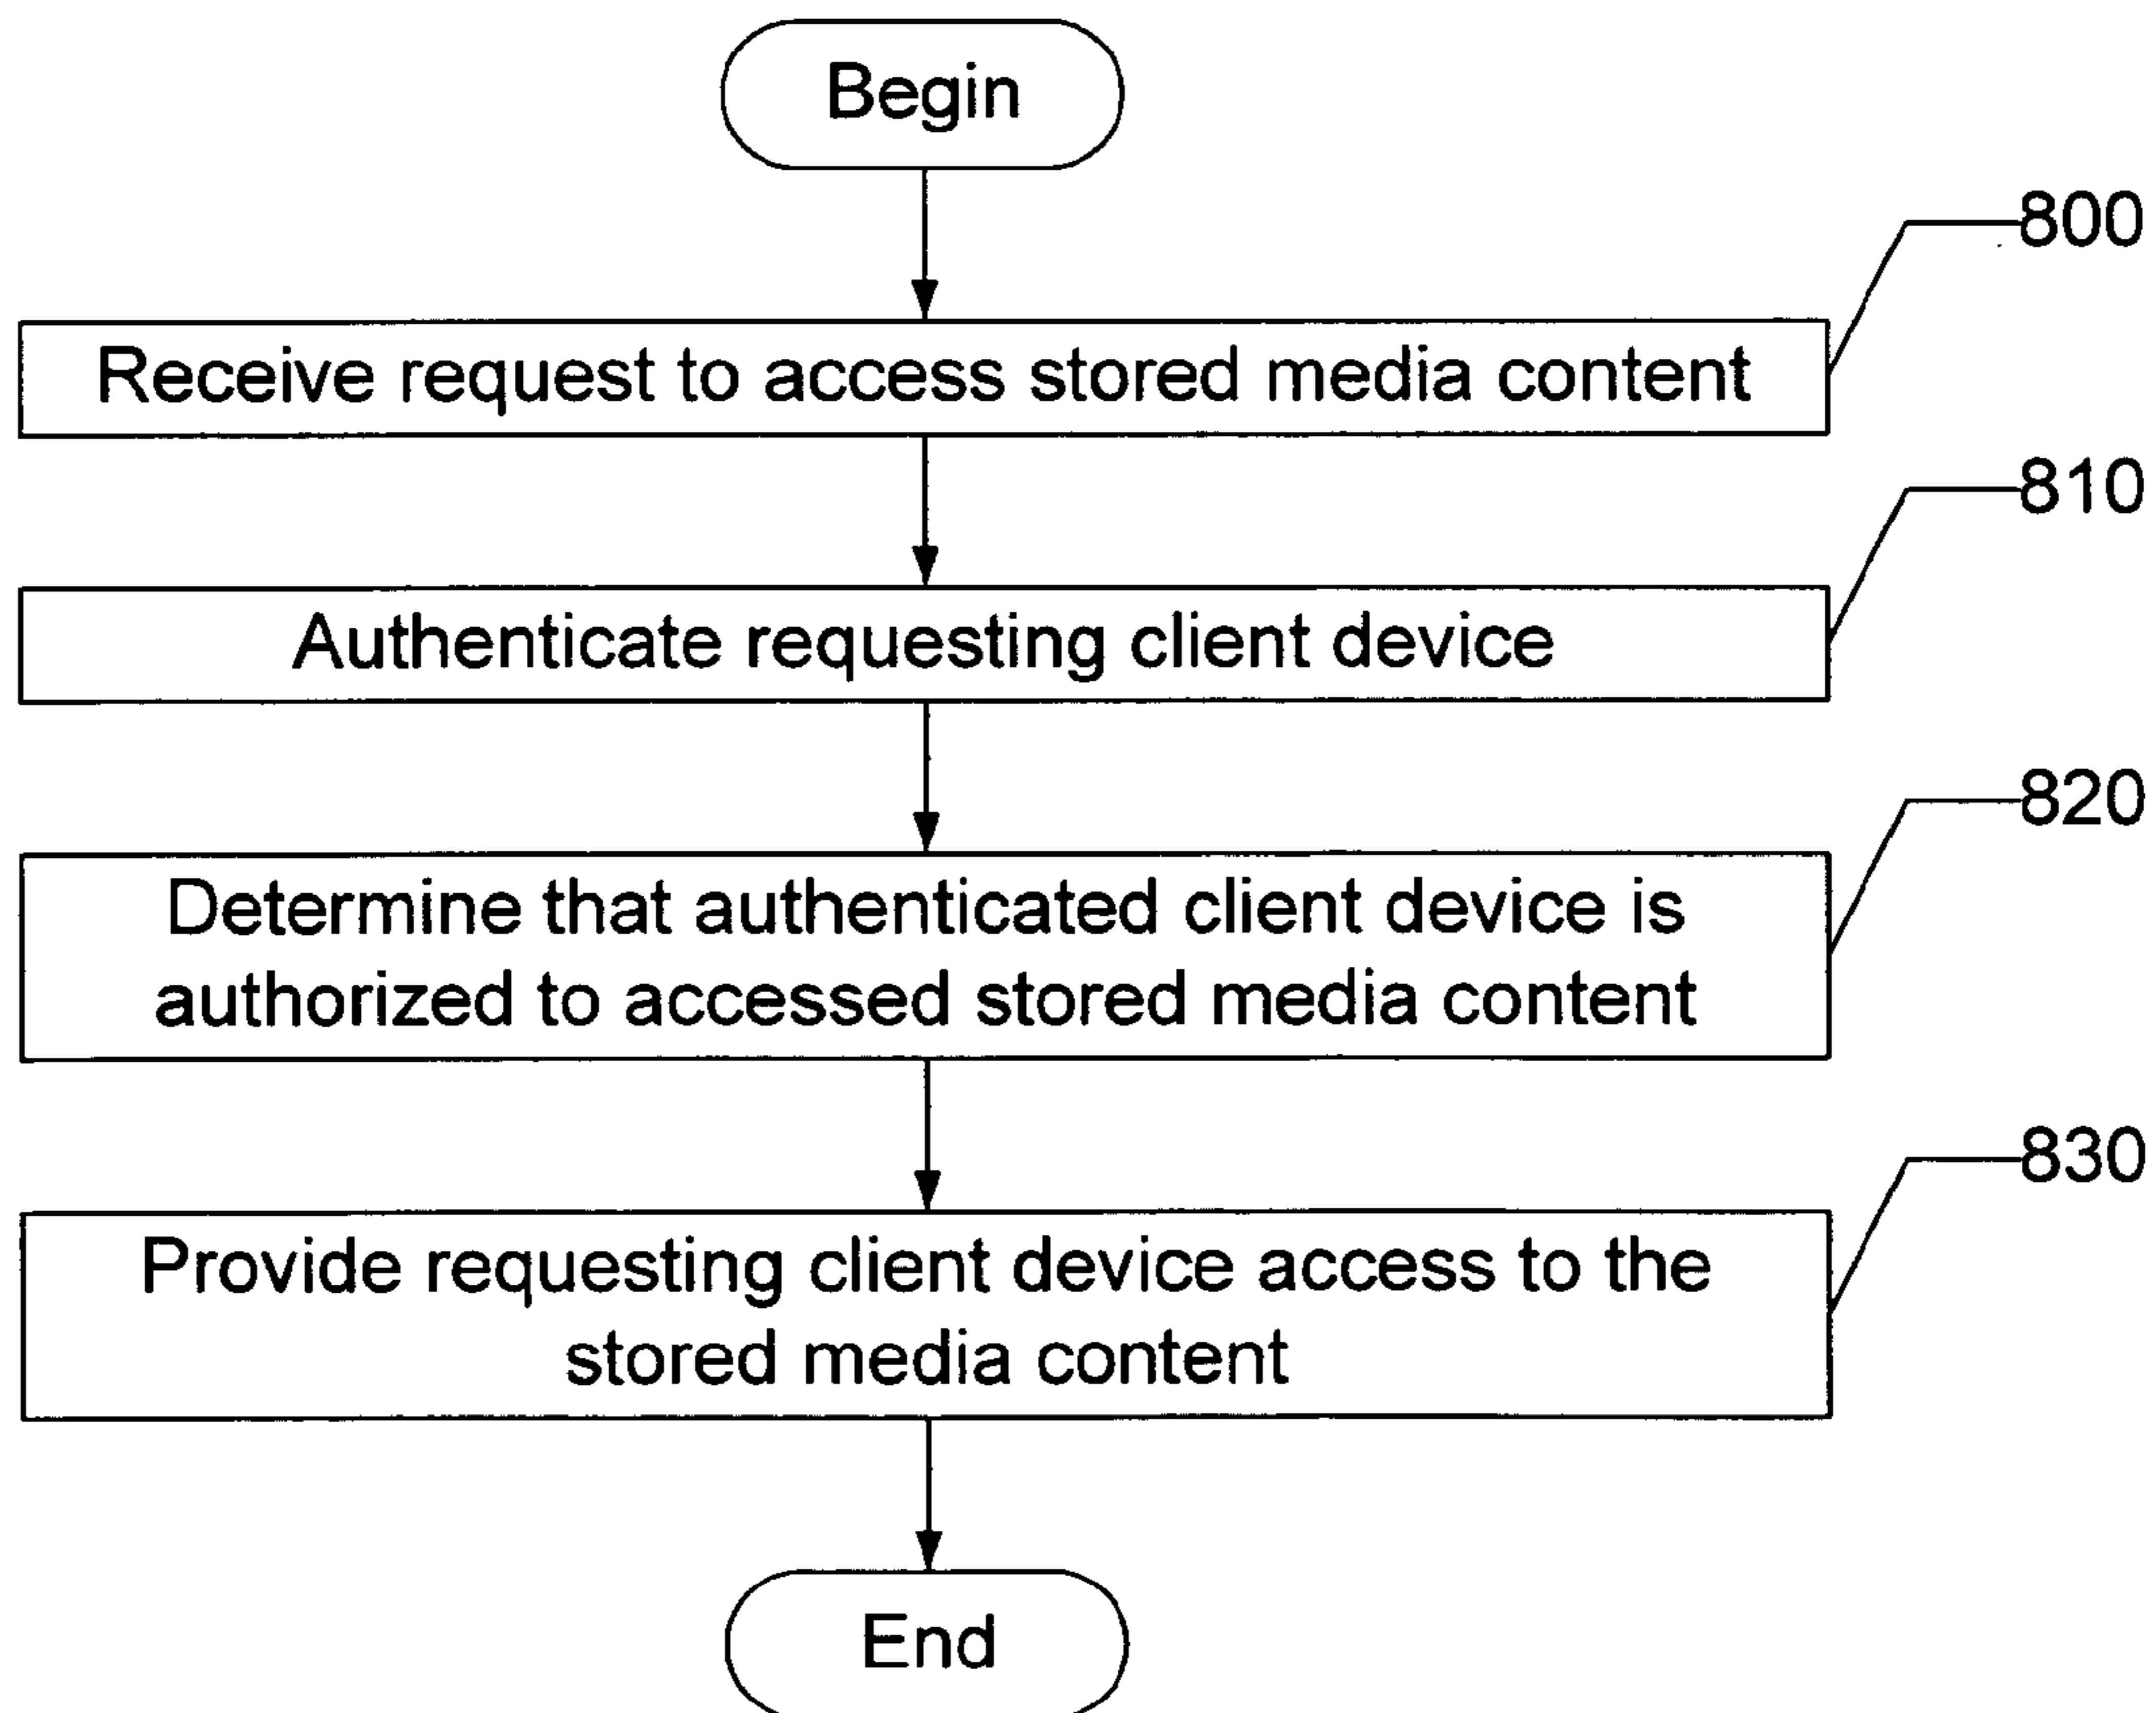 Begin
800
Receive request to access stored media content
810
Authenticate requesting client device
820
Determine that authenticated client device is
authorized to accessed stored media content
830
Provide requesting client device access to the
stored media content
End